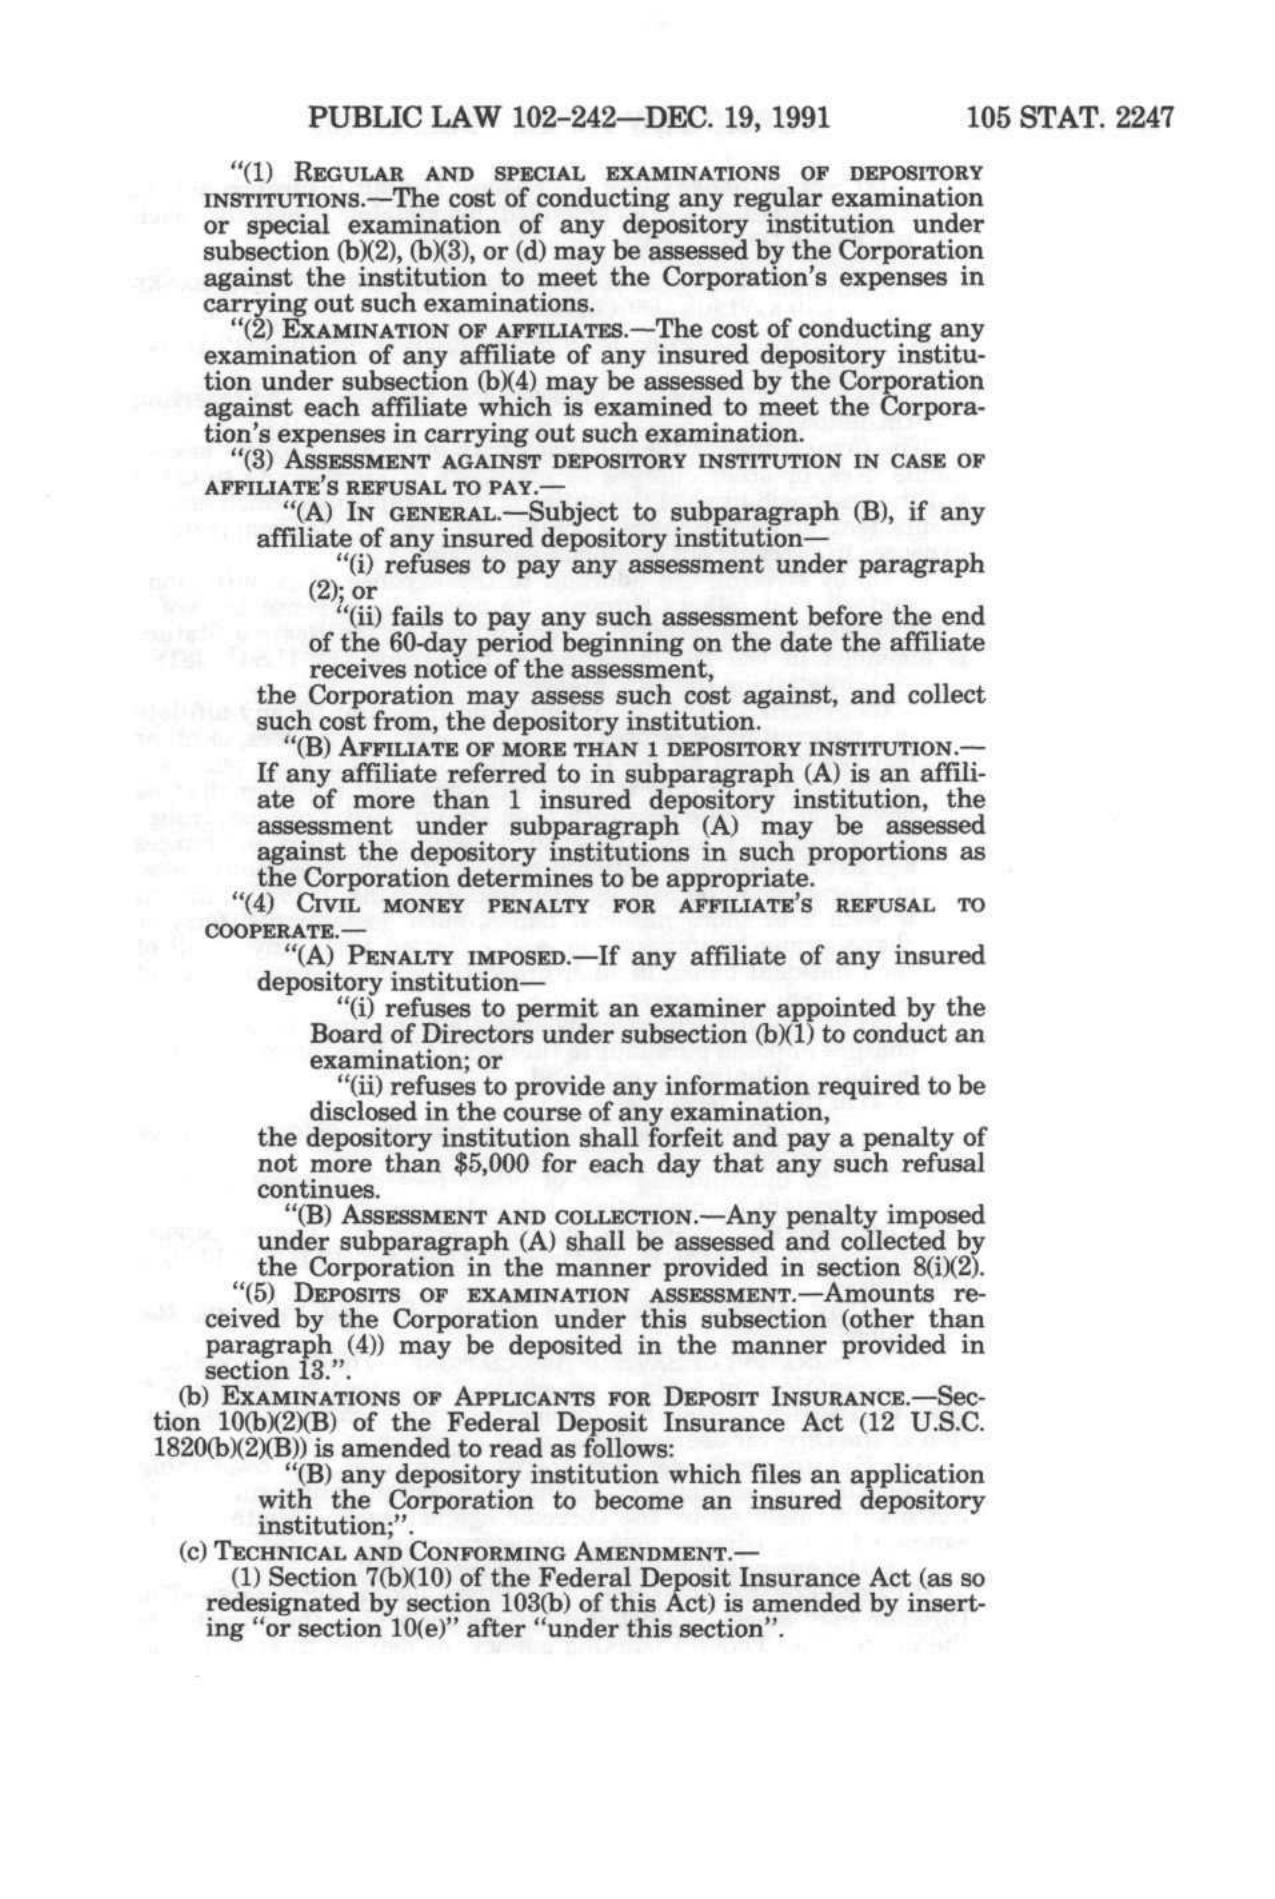 PUBLIC LAW 102-242—DEC. 19, 1991 105 STAT. 2247
“(1) REGULAR AND SPECIAL EXAMINATIONS OF DEPOSITORY
INSTITUTIONS.—The cost of conducting any regular examination
or special examination of any depository institution under
subsection (b)(2), (b)(3), or (d) may be assessed by the Corporation
against the institution to meet the Corporation's expenses in
carrying out such examinations.
“(2) EXAMINATION OF AFFILIATES.—The cost of conducting any
examination of any affiliate of any insured depository institu-
tion under subsection (b)(4) may be assessed by the Corporation
against each affiliate which is examined to meet the Corpora-
tion's expenses in carrying out such examination.
“(3) ASSESSMENT AGAINST DEPOSITORY INSTITUTION IN CASE OF
AFFILIATE'S REFUSAL TO PAY.—
“(A) IN GENERAL.—Subject to subparagraph (B), if any
affiliate of any insured depository institution—
“(i) refuses to pay any assessment under paragraph
(2); or
“(ii) fails to pay any such assessment before the end
of the 60-day period beginning on the date the affiliate
receives notice of the assessment,
the Corporation may assess such cost against, and collect
such cost from, the depository institution.
“(B) AFFILIATE OF MORE THAN 1 DEPOSITORY INSTITUTION.—
If any affiliate referred to in subparagraph (A) is an affili-
ate of more than 1 insured depository institution, the
assessment under subparagraph (A) may be assessed
against the depository institutions in such proportions as
the Corporation determines to be appropriate.
“(4) CIVIL MONEY PENALTY FOR AFFILIATE'S REFUSAL TO
COOPERATE.—
“(A) PENALTY IMPOSED.—If any affiliate of any insured
depository institution—
“(i) refuses to permit an examiner appointed by the
Board of Directors under subsection (b)(1) to conduct an
examination; or
“(ii) refuses to provide any information required to be
disclosed in the course of any examination,
the depository institution shall forfeit and pay a penalty of
not more than $5,000 for each day that any such refusal
continues.
“(B) ASSESSMENT AND COLLECTION.—Any penalty imposed
under subparagraph (A) shall be assessed and collected by
the Corporation in the manner provided in section 8(i)(2).
“(5) DEPOSITS OF EXAMINATION ASSESSMENT.—Amounts re-
ceived by the Corporation under this subsection (other than
paragraph (4)) may be deposited in the manner provided in
section 13.”.
(b) EXAMINATIONS OF APPLICANTS FOR DEPOSIT INSURANCE.—Sec-
tion 10(b)(2)(B) of the Federal Deposit Insurance Act (12 U.S.C.
1820(b)(2)(B)) is amended to read as follows:
“(B) any depository institution which files an application
with the Corporation to become an insured depository
institution;”.
(c) TECHNICAL AND CONFORMING AMENDMENT.—
(1) Section 7(b)(10) of the Federal Deposit Insurance Act (as so
redesignated by section 103(b) of this Act) is amended by insert-
ing “or section 10(e)” after “under this section”.